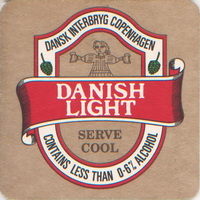 DANSK INTERBRYG COPENHAGEN
DANISH
LIGHT
SERVE
COOL
CONTAINS LESS THAN 0·6% ALCOHOL